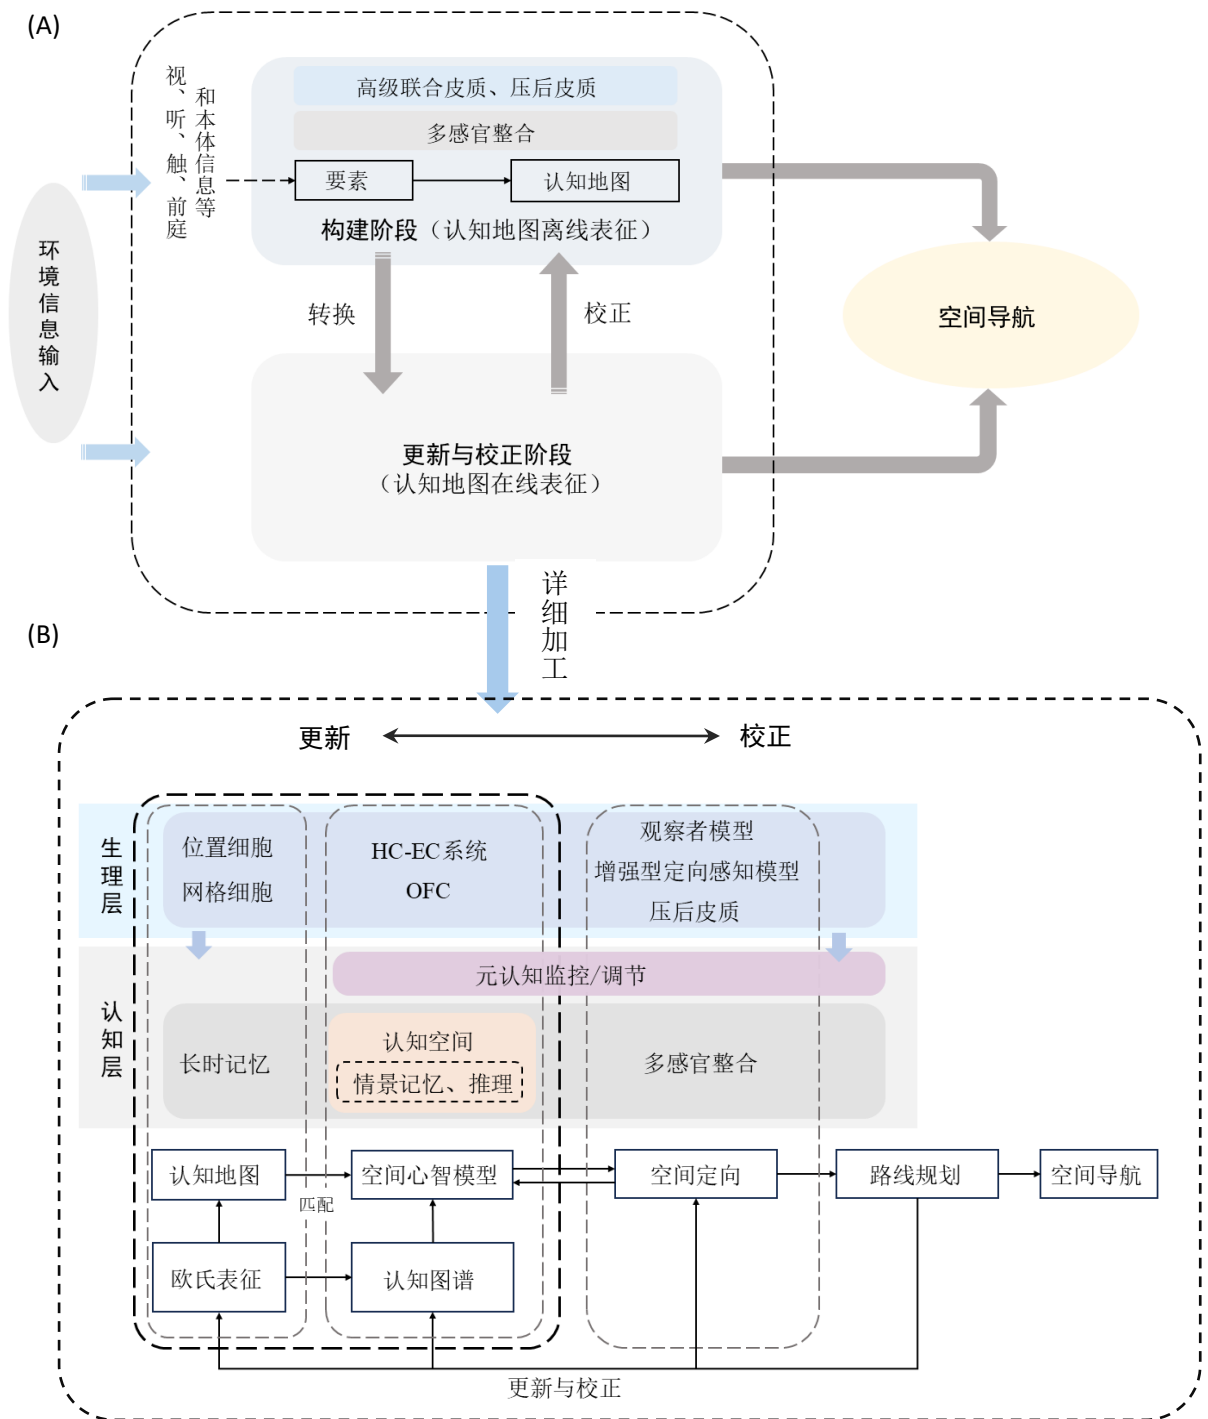 (A)
视、听、触、前庭
和本体信息等
高级联合皮质、压后皮质
多感官整合
要素
认知地图
构建阶段（认知地图离线表征）
环境信息输入
转换
校正
空间导航
更新与校正阶段
（认知地图在线表征）
详细加工
(B)
更新
校正
生理层
位置细胞
网格细胞
HC-EC系统
OFC
观察者模型
增强型定向感知模型
压后皮质
认知层
元认知监控/调节
长时记忆
认知空间
情景记忆、推理
多感官整合
认知地图
匹配
空间心智模型
空间定向
路线规划
空间导航
欧氏表征
认知图谱
更新与校正